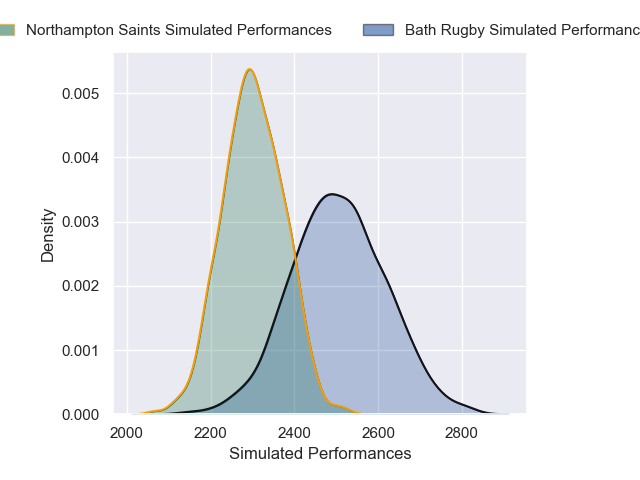 Northampton Saints Simulated Performances Bath Rugby Simulated Performanc
0.005
0.004
0.003
0.002
0.001
0.000
Density
2000 2200 2400 2600 2800
Simulated Performances